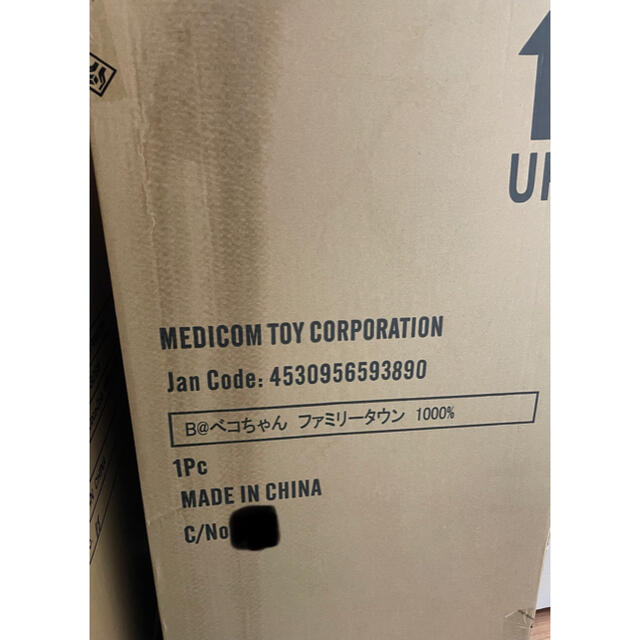 UP
MEDICOM TOY CORPORATION
Jan Code: 4530956593890
B@ペコちゃん ファミリータウン 1000%
1Pc
MADE IN CHINA
C/No